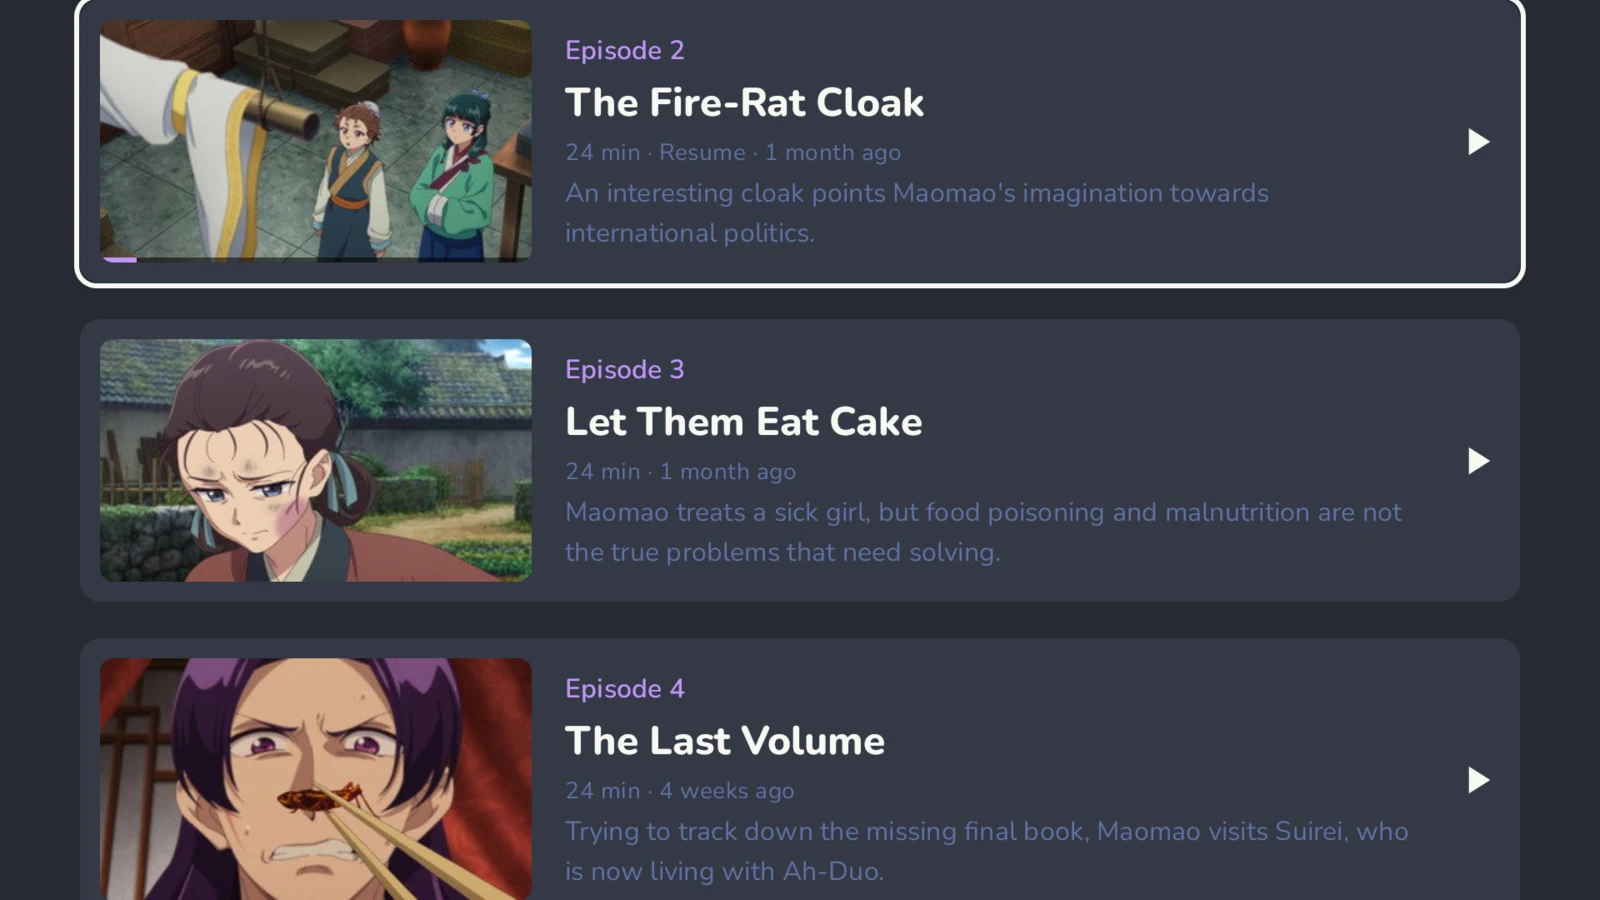 Episode 2
The Fire-Rat Cloak
24 min · Resume · 1 month ago
An interesting cloak points Maomao's imagination towards
international politics.
Episode 3
Let Them Eat Cake
24 min · 1 month ago
Maomao treats a sick girl, but food poisoning and malnutrition are not
the true problems that need solving.
Episode 4
The Last Volume
24 min · 4 weeks ago
Trying to track down the missing final book, Maomao visits Suirei, who
is now living with Ah-Duo.